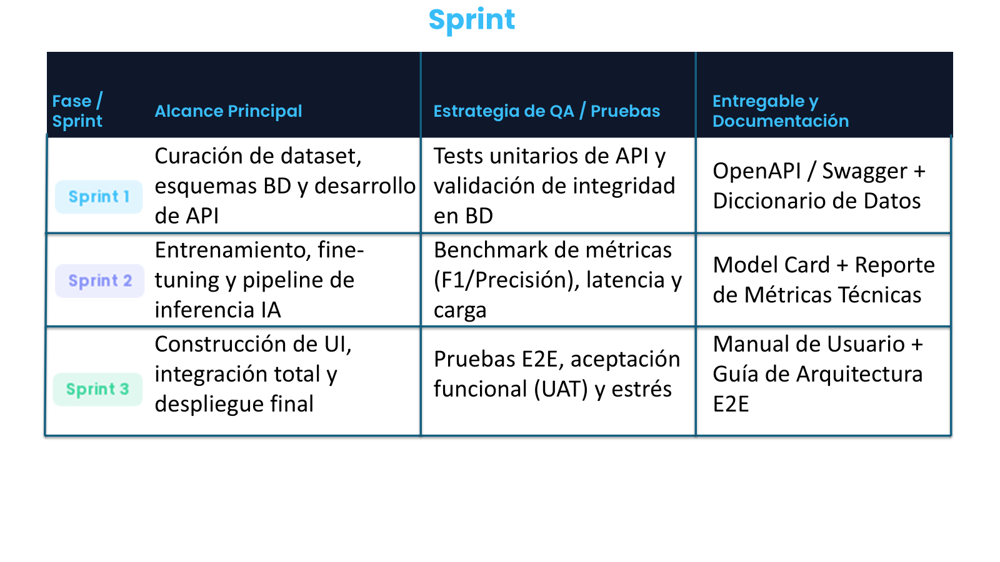 Sprint
Fase /
Sprint
Alcance Principal
Estrategia de QA / Pruebas
Entregable y
Documentación
Sprint 1
Curación de dataset,
esquemas BD y desarrollo
de API
Tests unitarios de API y
validación de integridad
en BD
OpenAPI / Swagger +
Diccionario de Datos
Sprint 2
Entrenamiento, fine-
tuning y pipeline de
inferencia IA
Benchmark de métricas
(F1/Precisión), latencia y
carga
Model Card + Reporte
de Métricas Técnicas
Sprint 3
Construcción de UI,
integración total y
despliegue final
Pruebas E2E, aceptación
funcional (UAT) y estrés
Manual de Usuario +
Guía de Arquitectura
E2E